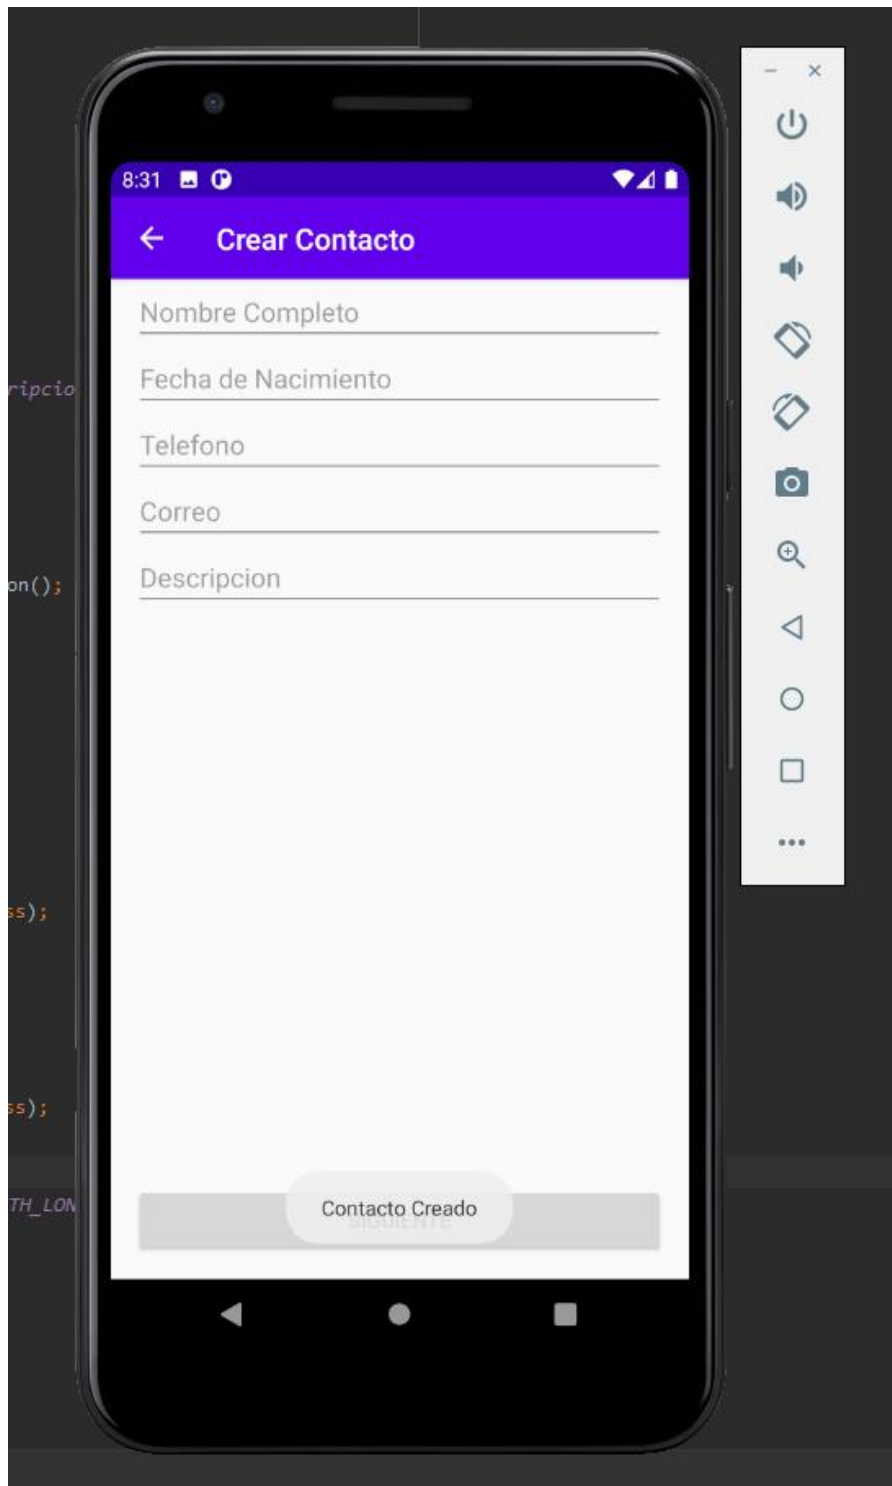 8:31
Crear Contacto
Nombre Completo
Fecha de Nacimiento
ripcio
Telefono
Correo
Descripcion
on();
ss);
ss);
TH_LON
Contacto Creado
SIGUIENTE